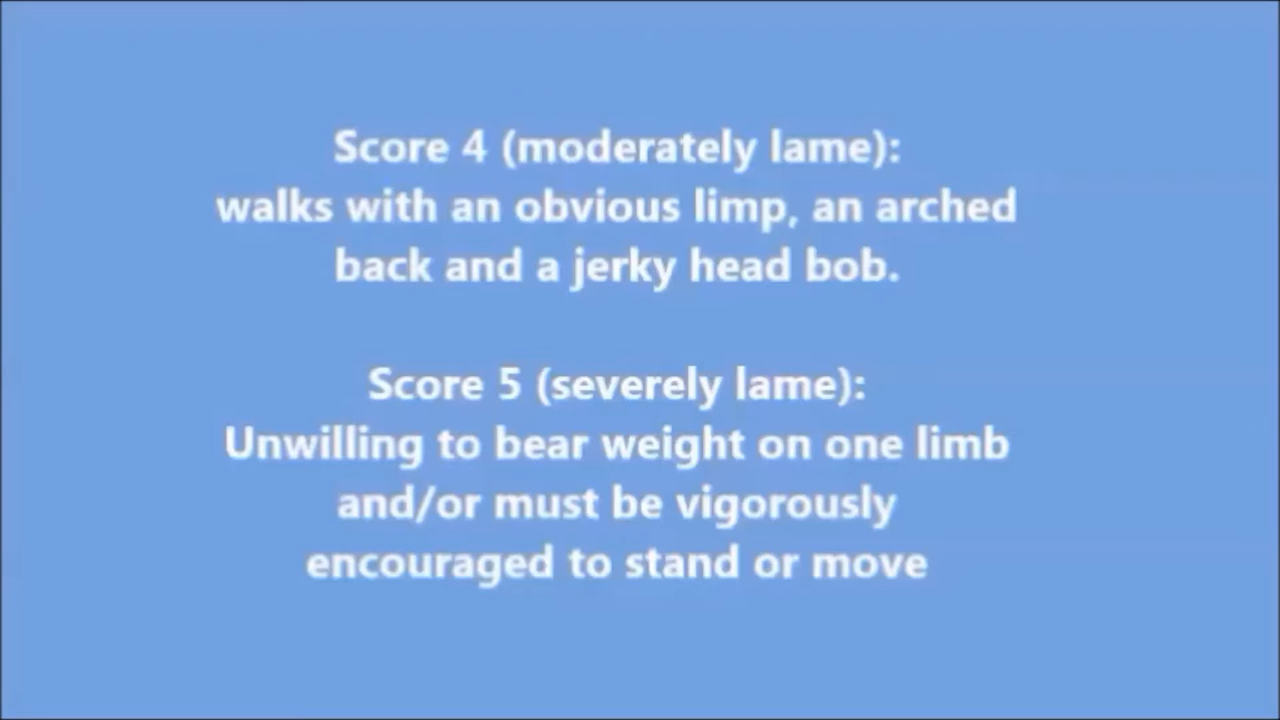 Score 4 (moderately lame):
walks with an obvious limp, an arched
back and a jerky head bob.
Score 5 (severely lame):
Unwilling to bear weight on one limb
and/or must be vigorously
encouraged to stand or move